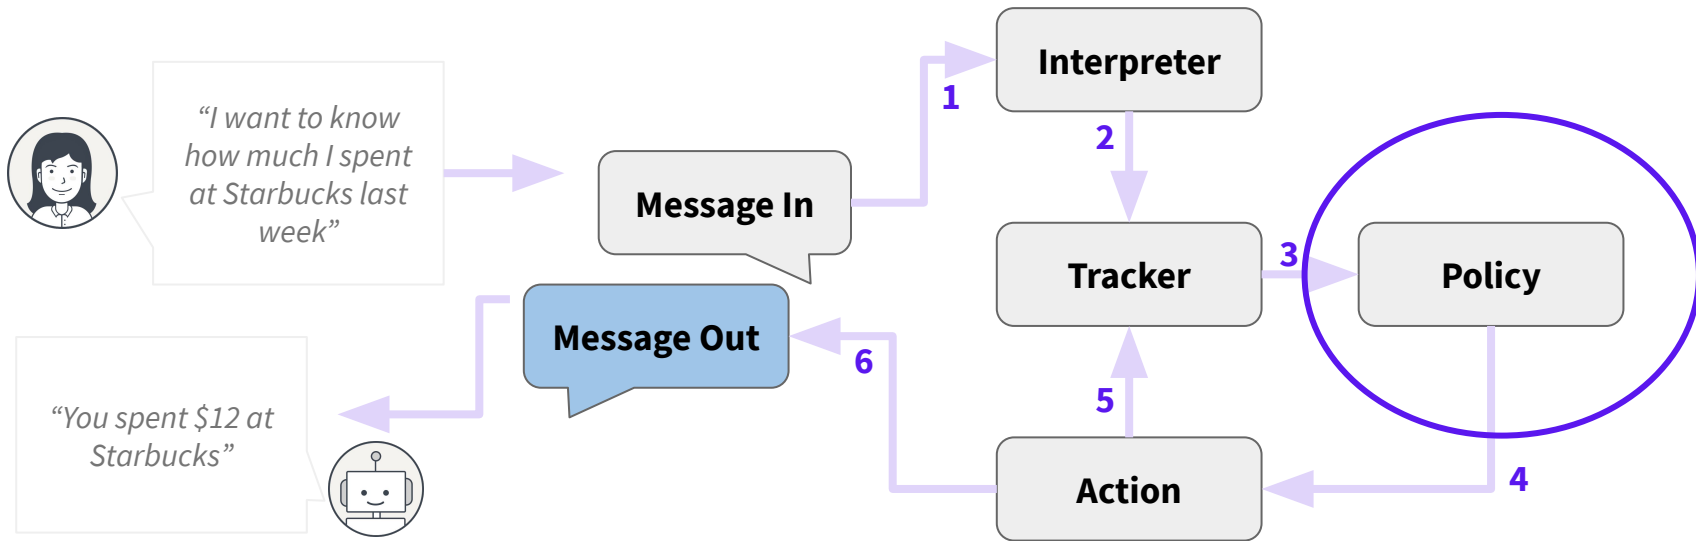 “I want to know
how much I spent
at Starbucks last
week”
Message In
1
Interpreter
2
Tracker
3
Policy
4
Action
5
6
Message Out
“You spent $12 at
Starbucks”